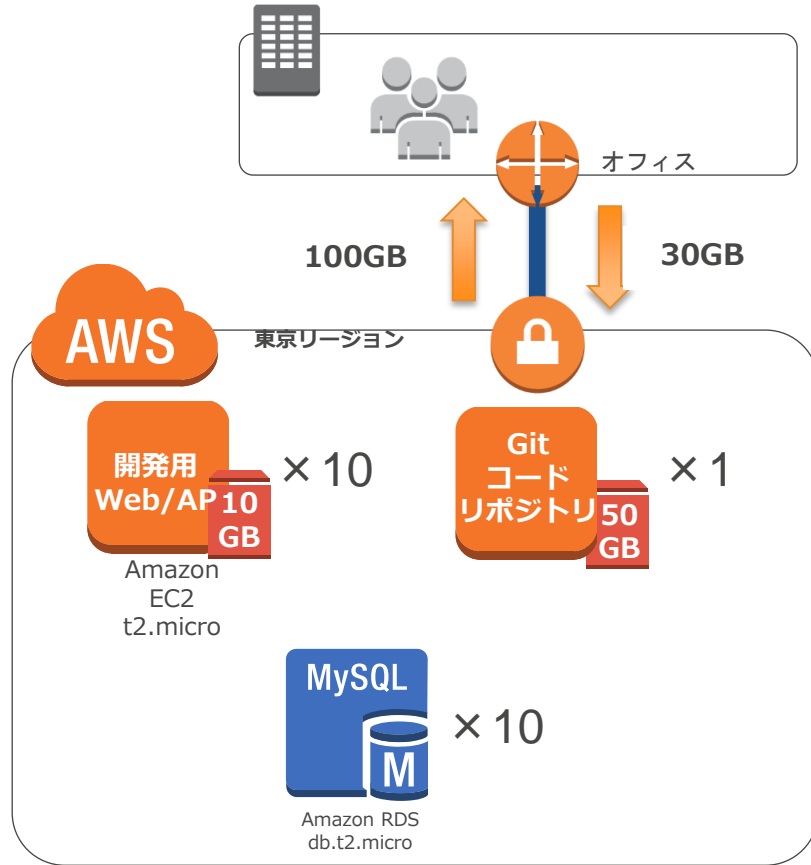 オフィス
100GB
30GB
AWS
東京リージョン
開発用
Web/AP
10
GB
×10
Git
コード
リポジトリ
50
GB
×1
Amazon
EC2
t2.micro
MySQL
M
×10
Amazon RDS
db.t2.micro